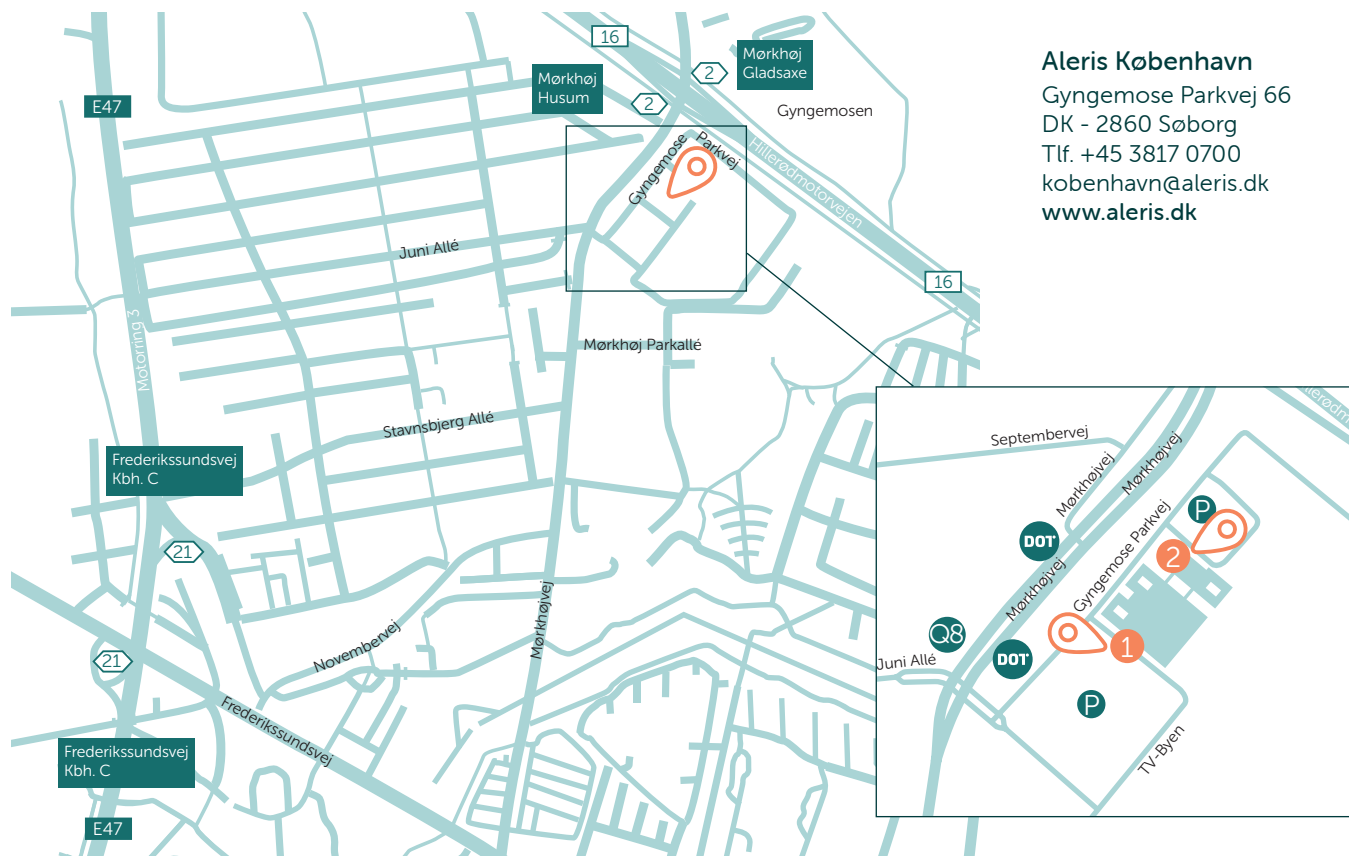 Aleris København
Gyngemose Parkvej 66
DK - 2860 Søborg
Tlf. +45 3817 0700
kobenhavn@aleris.dk
www.aleris.dk
16
2
Mørkhøj
Gladsaxe
Mørkhøj
Husum
2
E47
Gyngemosen
Gyngemose
Parkvej
Hillerødmotorvejen
Juni Allé
16
Motorring 3
Mørkhøj Parkallé
Stavnsbjerg Allé
Frederikssundsvej
Kbh. C
21
21
Novembervej
Mørkhøjvej
Frederikssundsvej
Frederikssundsvej
Kbh. C
E47
Septembervej
Mørkhøjvej
Mørkhøjvej
P
DOT
2
Gyngemose Parkvej
Mørkhøjvej
Q8
1
DOT
Juni Allé
P
TV-Byen